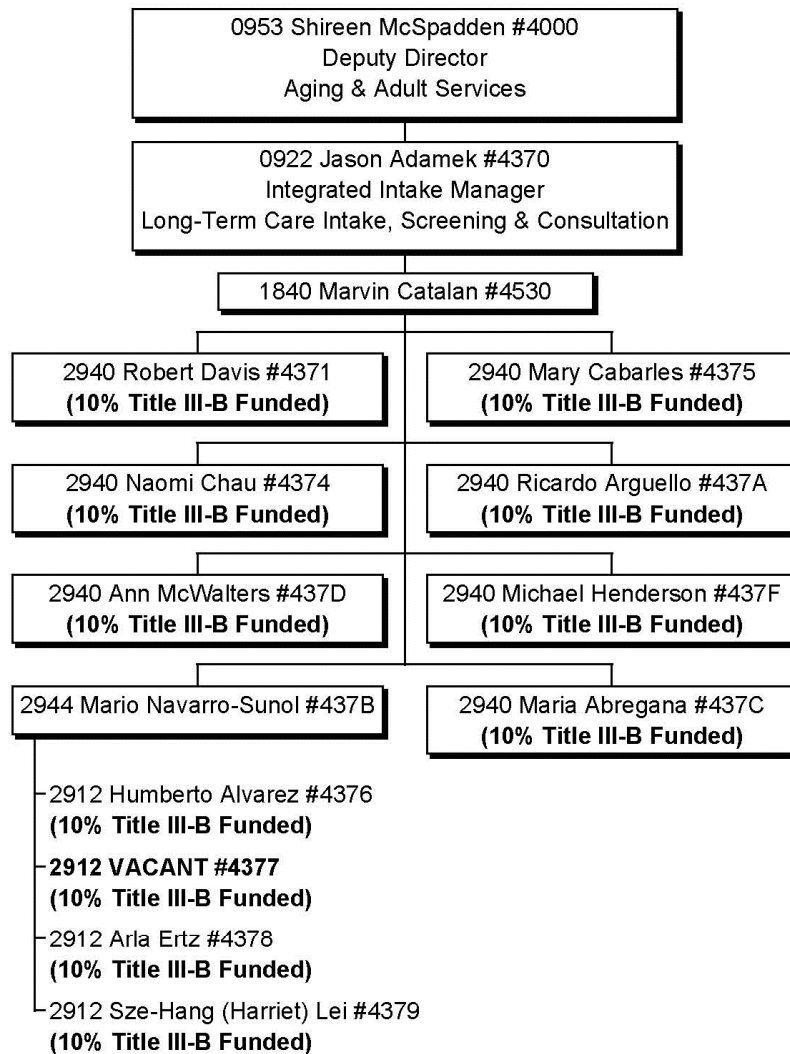 0953 Shireen McSpadden #4000
Deputy Director
Aging & Adult Services
0922 Jason Adamek #4370
Integrated Intake Manager
Long-Term Care Intake, Screening & Consultation
1840 Marvin Catalan #4530
2940 Robert Davis #4371
(10% Title III-B Funded)
2940 Mary Cabarles #4375
(10% Title III-B Funded)
2940 Naomi Chau #4374
(10% Title III-B Funded)
2940 Ricardo Arguello #437A
(10% Title III-B Funded)
2940 Ann McWalters #437D
(10% Title III-B Funded)
2940 Michael Henderson #437F
(10% Title III-B Funded)
2944 Mario Navarro-Sunol #437B
2940 Maria Abregana #437C
(10% Title III-B Funded)
2912 Humberto Alvarez #4376
(10% Title III-B Funded)
2912 VACANT #4377
(10% Title III-B Funded)
2912 Arla Ertz #4378
(10% Title III-B Funded)
2912 Sze-Hang (Harriet) Lei #4379
(10% Title III-B Funded)